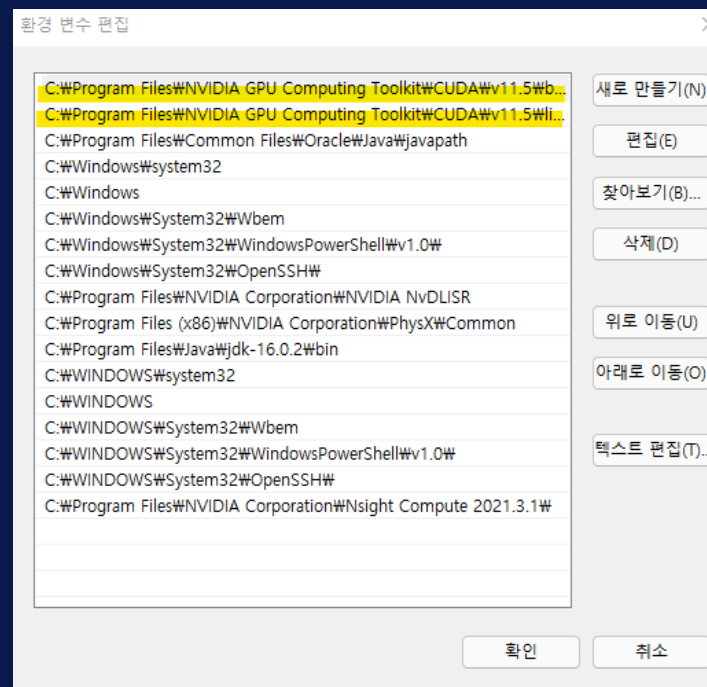 환경 변수 편집
C:₩Program Files₩NVIDIA GPU Computing Toolkit₩CUDA₩v11.5₩b...
C:₩Program Files₩NVIDIA GPU Computing Toolkit₩CUDA₩v11.5₩li...
C:₩Program Files₩Common Files₩Oracle₩Java₩javapath
C:₩Windows₩system32
C:₩Windows
C:₩Windows₩System32₩Wbem
C:₩Windows₩System32₩WindowsPowerShell₩v1.0₩
C:₩Windows₩System32₩OpenSSH₩
C:₩Program Files₩NVIDIA Corporation₩NVIDIA NvDLISR
C:₩Program Files (x86)₩NVIDIA Corporation₩PhysX₩Common
C:₩Program Files₩Java₩jdk-16.0.2₩bin
C:₩WINDOWS₩system32
C:₩WINDOWS
C:₩WINDOWS₩System32₩Wbem
C:₩WINDOWS₩System32₩WindowsPowerShell₩v1.0₩
C:₩WINDOWS₩System32₩OpenSSH₩
C:₩Program Files₩NVIDIA Corporation₩Nsight Compute 2021.3.1₩
새로 만들기(N)
편집(E)
찾아보기(B)...
삭제(D)
위로 이동(U)
아래로 이동(O)
텍스트 편집(T)..
확인
취소